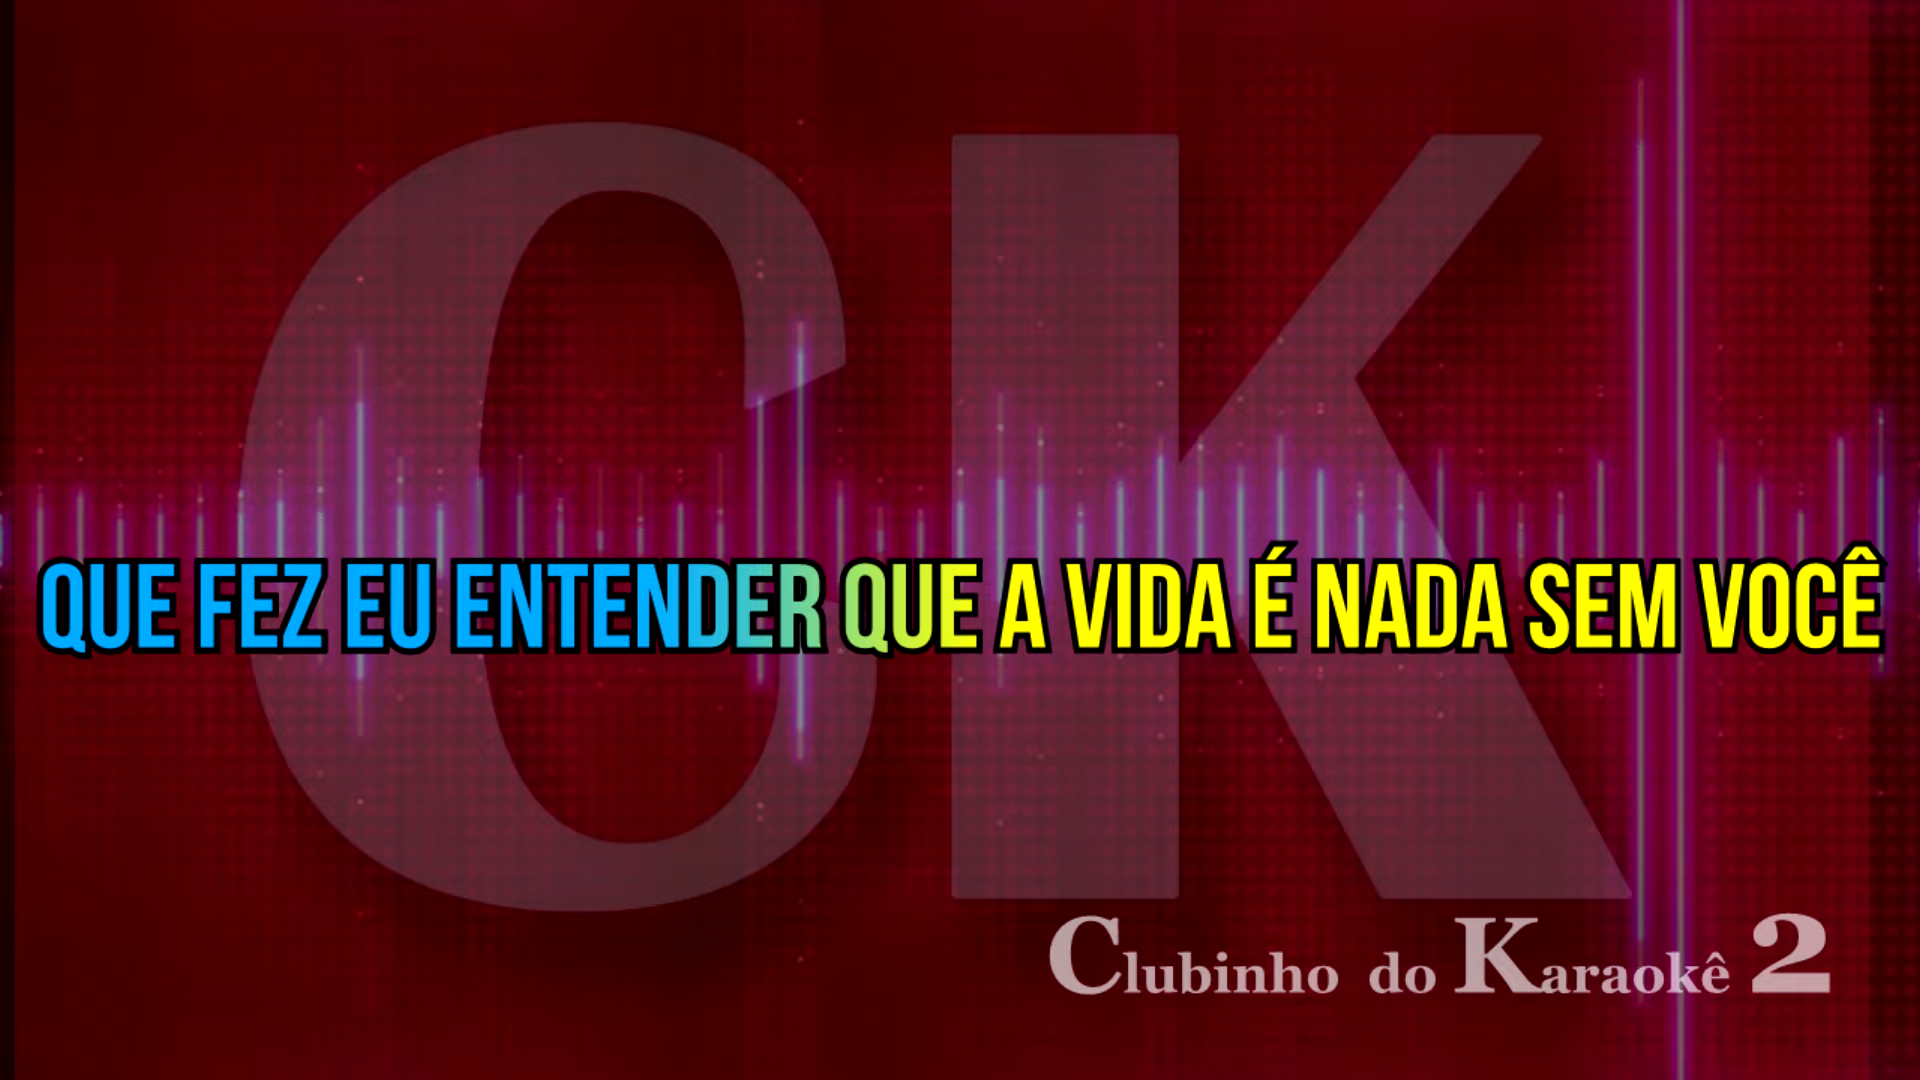 CK
QUE FEZ EU ENTENDER QUE A VIDA É NADA SEM VOCÊ
Clubinho do Karaokê 2